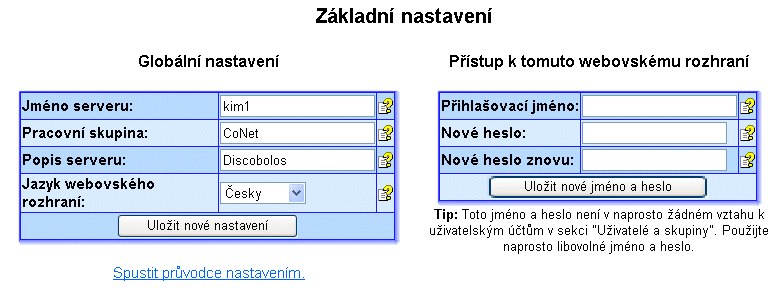 Základní nastavení
Globální nastavení
Jméno serveru: kim1
Pracovní skupina: CoNet
Popis serveru: Discobolos
Jazyk webovského
rozhraní: Česky
Uložit nové nastavení
Spustit průvodce nastavením.
Přístup k tomuto webovskému rozhraní
Přihlašovací jméno:
Nové heslo:
Nové heslo znovu:
Uložit nové jméno a heslo
Tip: Toto jméno a heslo není v naprosto žádném vztahu k
uživatelským účtům v sekci "Uživatelé a skupiny". Použijte
naprosto libovolné jméno a heslo.